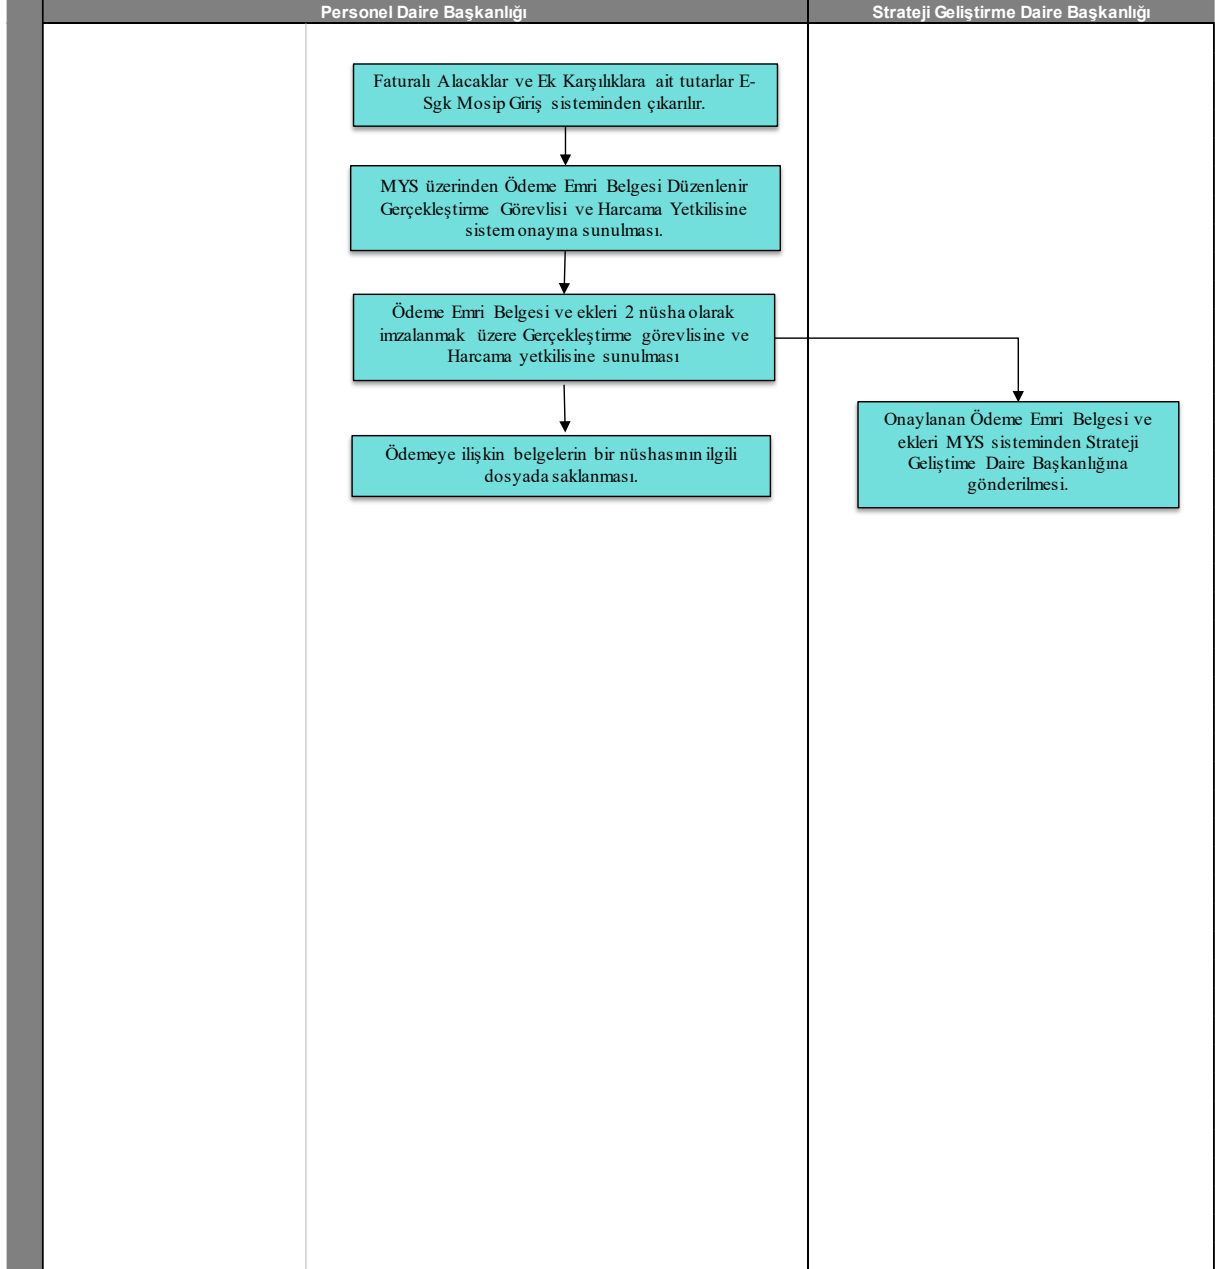 Personel Daire Başkanlığı
Strateji Geliştirme Daire Başkanlığı
Faturalı Alacaklar ve Ek Karşılıklara ait tutarlar E-
Sgk Mosip Giriş sisteminden çıkarılır.
MYS üzerinden Ödeme Emri Belgesi Düzenlenir
Gerçekleştirme Görevlisi ve Harcama Yetkilisine
sistem onayına sunulması.
Ödeme Emri Belgesi ve ekleri 2 nüsha olarak
imzalanmak üzere Gerçekleştirme görevlisine ve
Harcama yetkilisine sunulması
Ödemeye ilişkin belgelerin bir nüshasının ilgili
dosyada saklanması.
Onaylanan Ödeme Emri Belgesi ve
ekleri MYS sisteminden Strateji
Geliştime Daire Başkanlığına
gönderilmesi.